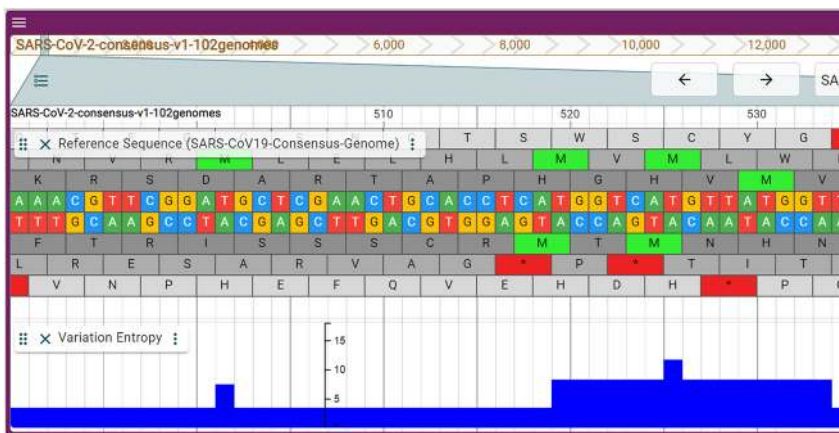 SARS-CoV-2-consensus-v1-102genomes 6,000 8,000 10,000 12,000
← → SA
SARS-CoV-2-consensus-v1-102genomes 510 520 530
T S W S C Y G
Reference Sequence (SARS-CoV19-Consensus-Genome)
N V R M L E L H L M V M L W
K R S D A R T A P H G H V M V
A A A C G T T C G G A T G C T C G A A C T G C A C C T C A T G G T C A T G T T A T G G T
T T T G C A A G C C T A C G A G C T T G A C G T G G A G T A C C A G T A C A A T A C C A
F T R I S S S C R M T M N H N
L R E S A R V A G * P * T I T
V N P H E F Q V E H D H * P
Variation Entropy
15
10
5